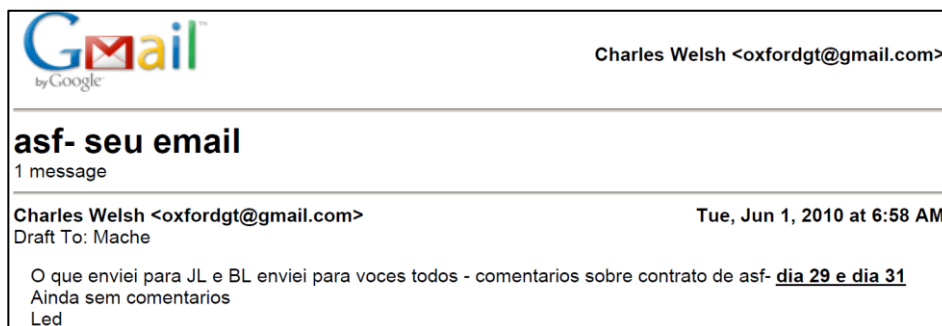 Gmail™
by Google
Charles Welsh <oxfordgt@gmail.com>
asf- seu email
1 message
Charles Welsh <oxfordgt@gmail.com> Tue, Jun 1, 2010 at 6:58 AM
Draft To: Mache
O que enviei para JL e BL enviei para voces todos - comentarios sobre contrato de asf- dia 29 e dia 31
Ainda sem comentarios
Led